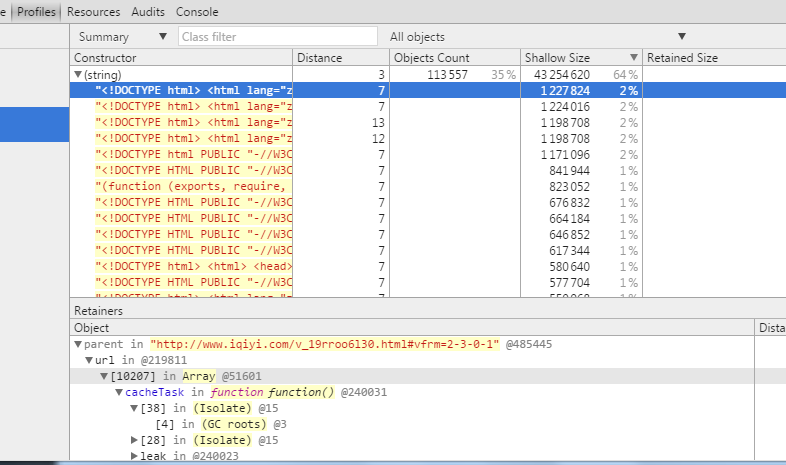 e Profiles Resources Audits Console
Summary ▼ Class filter All objects ▼
Constructor Distance Objects Count Shallow Size ▼ Retained Size
▼(string) 3 113 557 35 % 43 254 620 64 %
"<!DOCTYPE html> <html lang="z 7 1 227 824 2 %
"<!DOCTYPE html> <html lang="z 7 1 224 016 2 %
"<!DOCTYPE html> <html lang="z 13 1 198 708 2 %
"<!DOCTYPE html> <html lang="z 12 1 198 708 2 %
"<!DOCTYPE html PUBLIC "-//W3C 7 1 171 096 2 %
"<!DOCTYPE HTML PUBLIC "-//W3C 7 841 944 1 %
"(function (exports, require, 7 823 052 1 %
"<!DOCTYPE HTML PUBLIC "-//W3C 7 676 832 1 %
"<!DOCTYPE HTML PUBLIC "-//W3C 7 664 184 1 %
"<!DOCTYPE HTML PUBLIC "-//W3C 7 646 852 1 %
"<!DOCTYPE HTML PUBLIC "-//W3C 7 617 344 1 %
"<!DOCTYPE html> <html> <head> 7 580 640 1 %
"<!DOCTYPE HTML PUBLIC "-//W3C 7 577 704 1 %
Retainers
Object Dista
▼parent in "http://www.iqiyi.com/v_19rroo6l30.html#vfrm=2-3-0-1" @485445
▼url in @219811
▼[10207] in Array @51601
▼cacheTask in function function() @240031
▼[38] in (Isolate) @15
[4] in (GC roots) @3
▶[28] in (Isolate) @15
▶leak in @240023